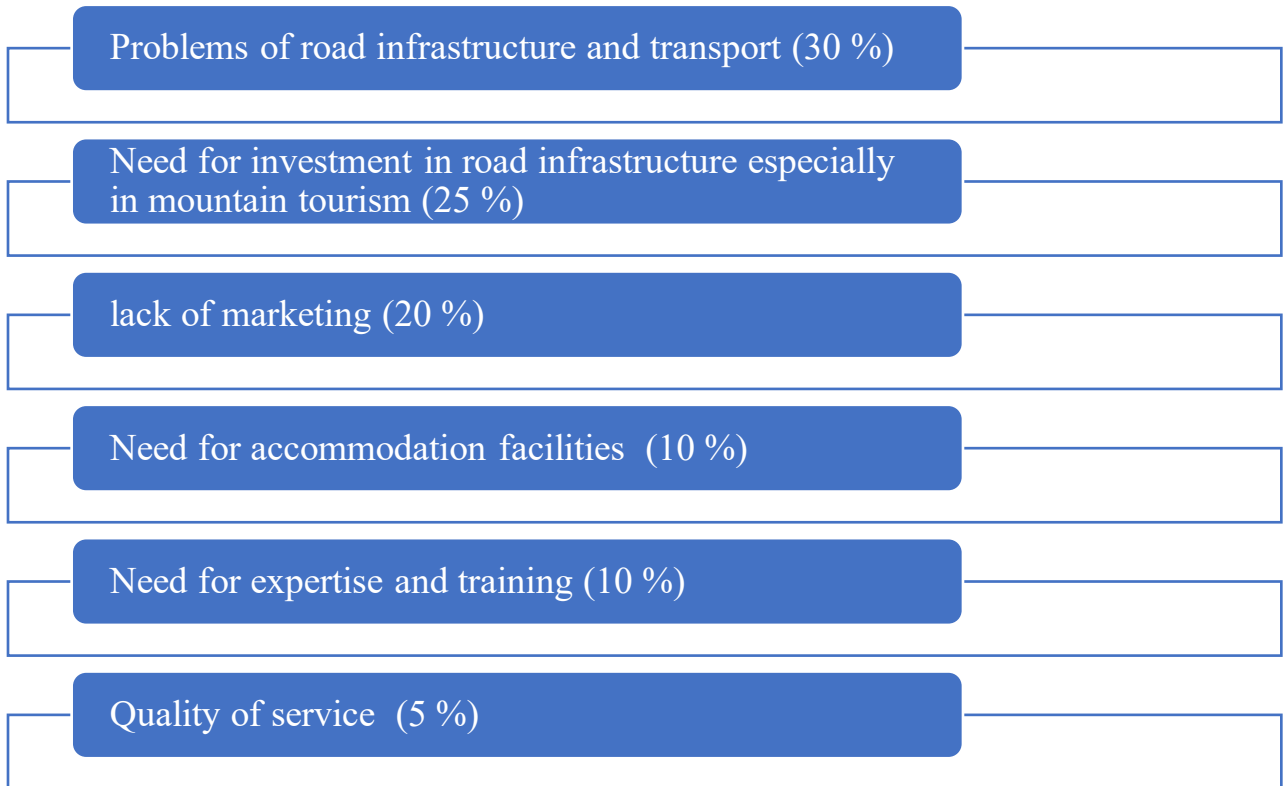 Problems of road infrastructure and transport (30 %)
Need for investment in road infrastructure especially
in mountain tourism (25 %)
lack of marketing (20 %)
Need for accommodation facilities  (10 %)
Need for expertise and training (10 %)
Quality of service  (5 %)